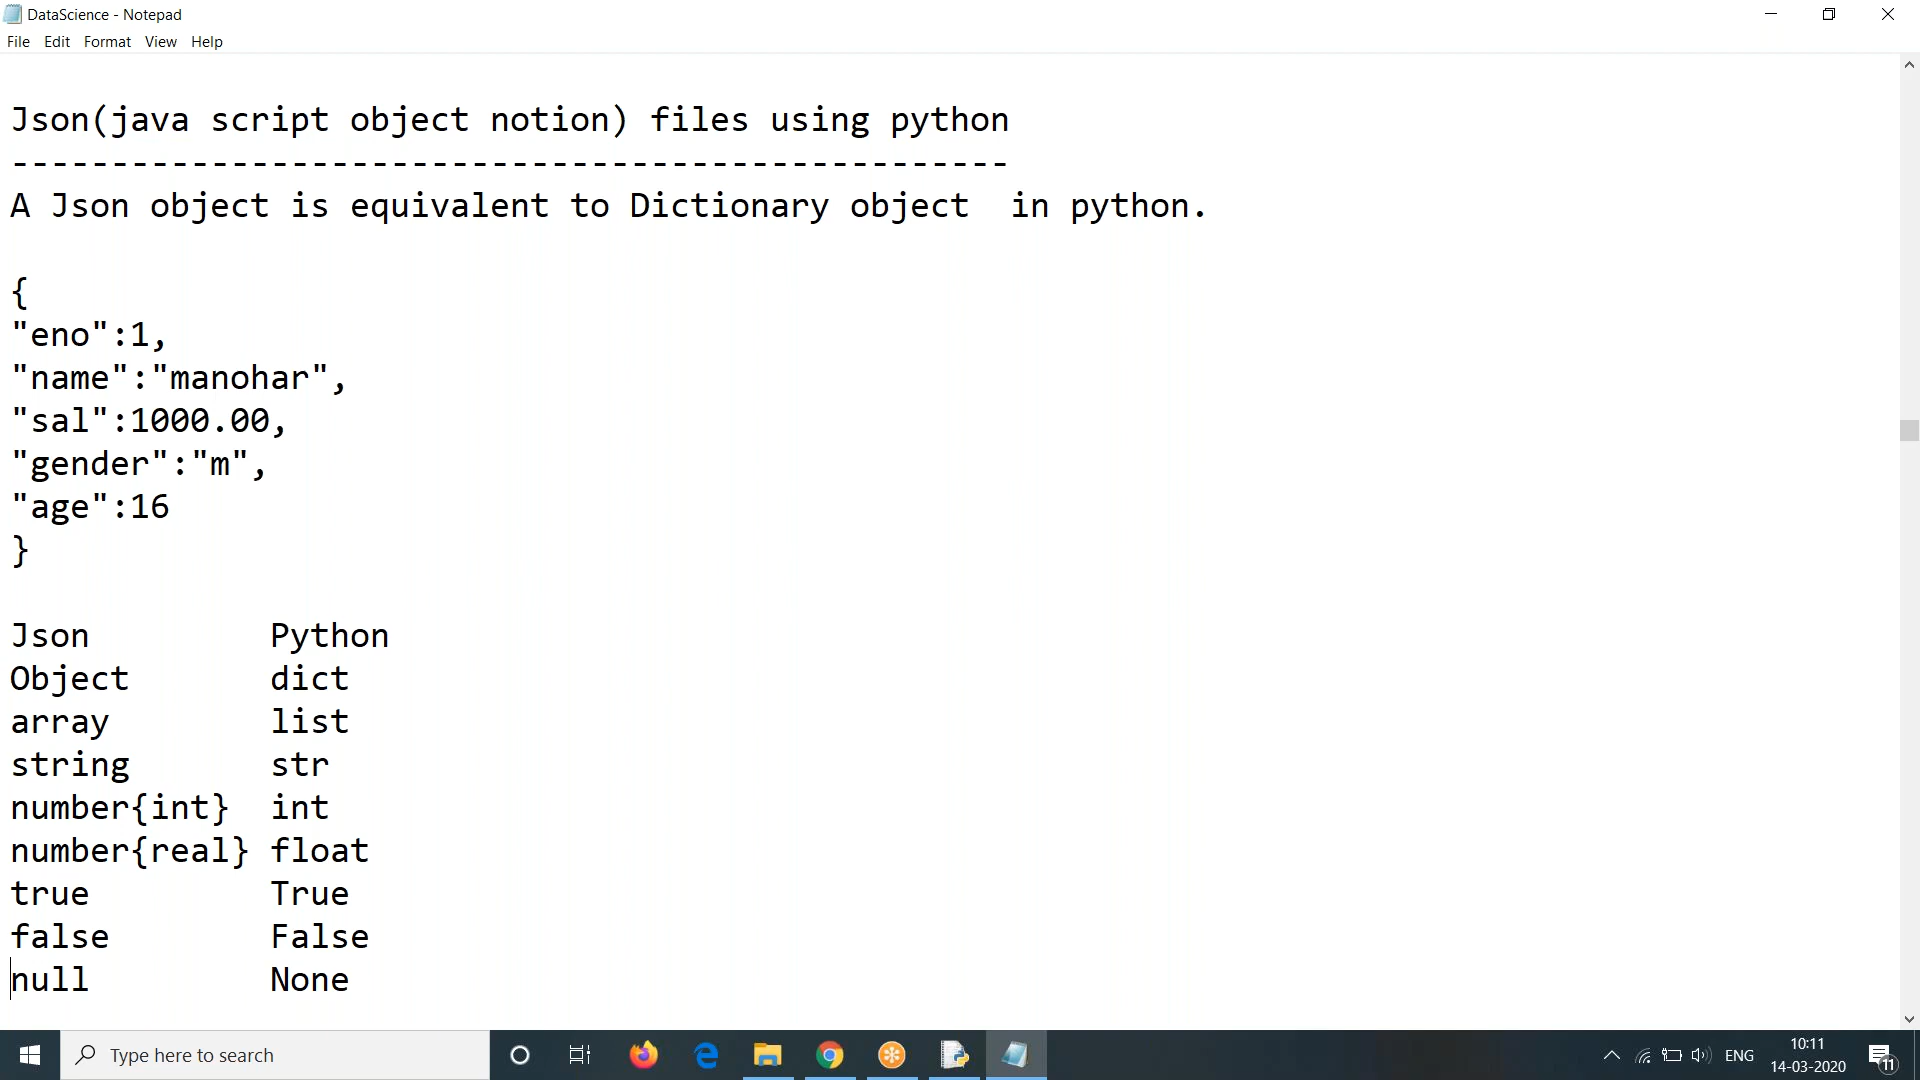 DataScience - Notepad
File Edit Format View Help
Json(java script object notion) files using python
--------------------------------------------------
A Json object is equivalent to Dictionary object  in python.
{
"eno":1,
"name":"manohar",
"sal":1000.00,
"gender":"m",
"age":16
}
Json         Python
Object       dict
array        list
string       str
number{int}  int
number{real} float
true         True
false        False
null         None
Type here to search
ENG
10:11
14-03-2020
11